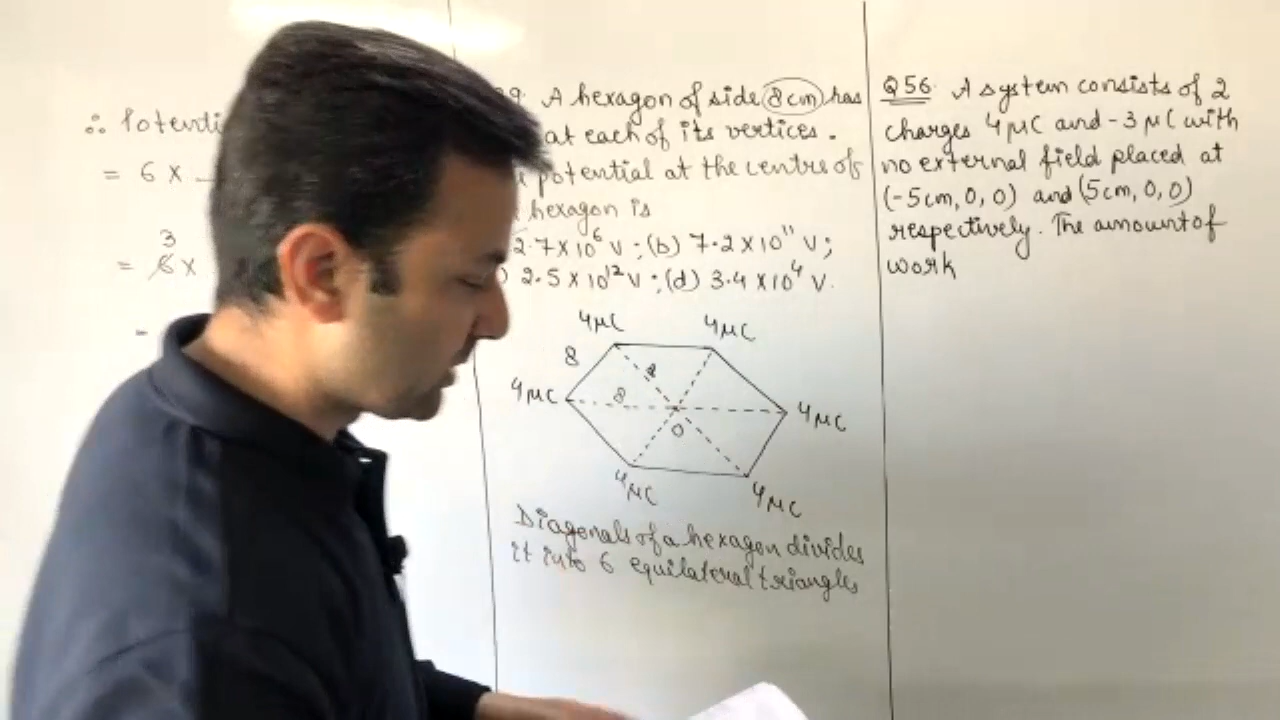 ∴ Potenti
= 6 ×
3
= 6 ×
=
9. A hexagon of side 8cm has
at each of its vertices.
potential at the centre of
hexagon is
2.7×10⁶ V ; (b) 7.2×10¹¹ V;
) 2.5×10¹² V ; (d) 3.4×10⁴ V.
4μC 4μC
8
8
4μC 8
4μC
O
4μC 4μC
Diagonals of a hexagon divides
it into 6 equilateral triangles
Q56. A system consists of 2
charges 4μC and -3μC with
no external field placed at
(-5cm, 0, 0) and (5cm, 0, 0)
respectively. The amount of
work